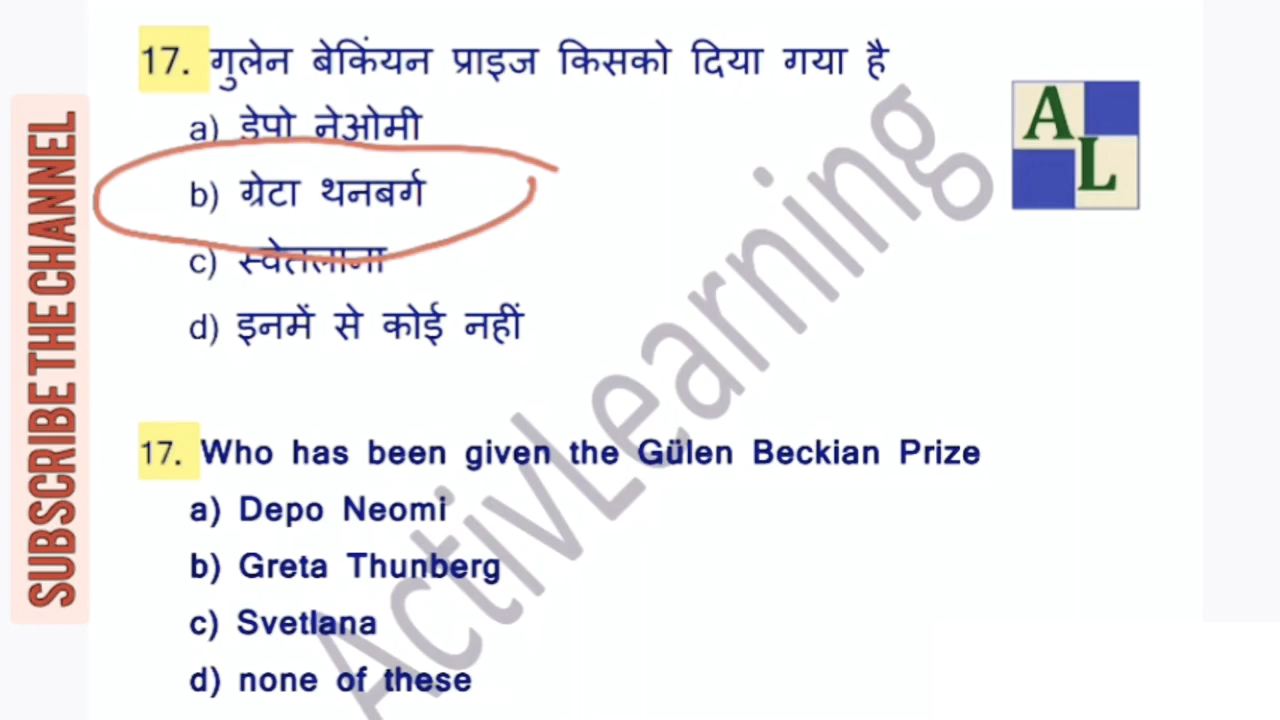 SUBSCRIBE THE CHANNEL
17. गुलेन बेकिंयन प्राइज किसको दिया गया है
a) डेपो नेओमी
b) ग्रेटा थनबर्ग
c) स्वेतलाना
d) इनमें से कोई नहीं
AL
17. Who has been given the Gülen Beckian Prize
a) Depo Neomi
b) Greta Thunberg
c) Svetlana
d) none of these
ActivLearning